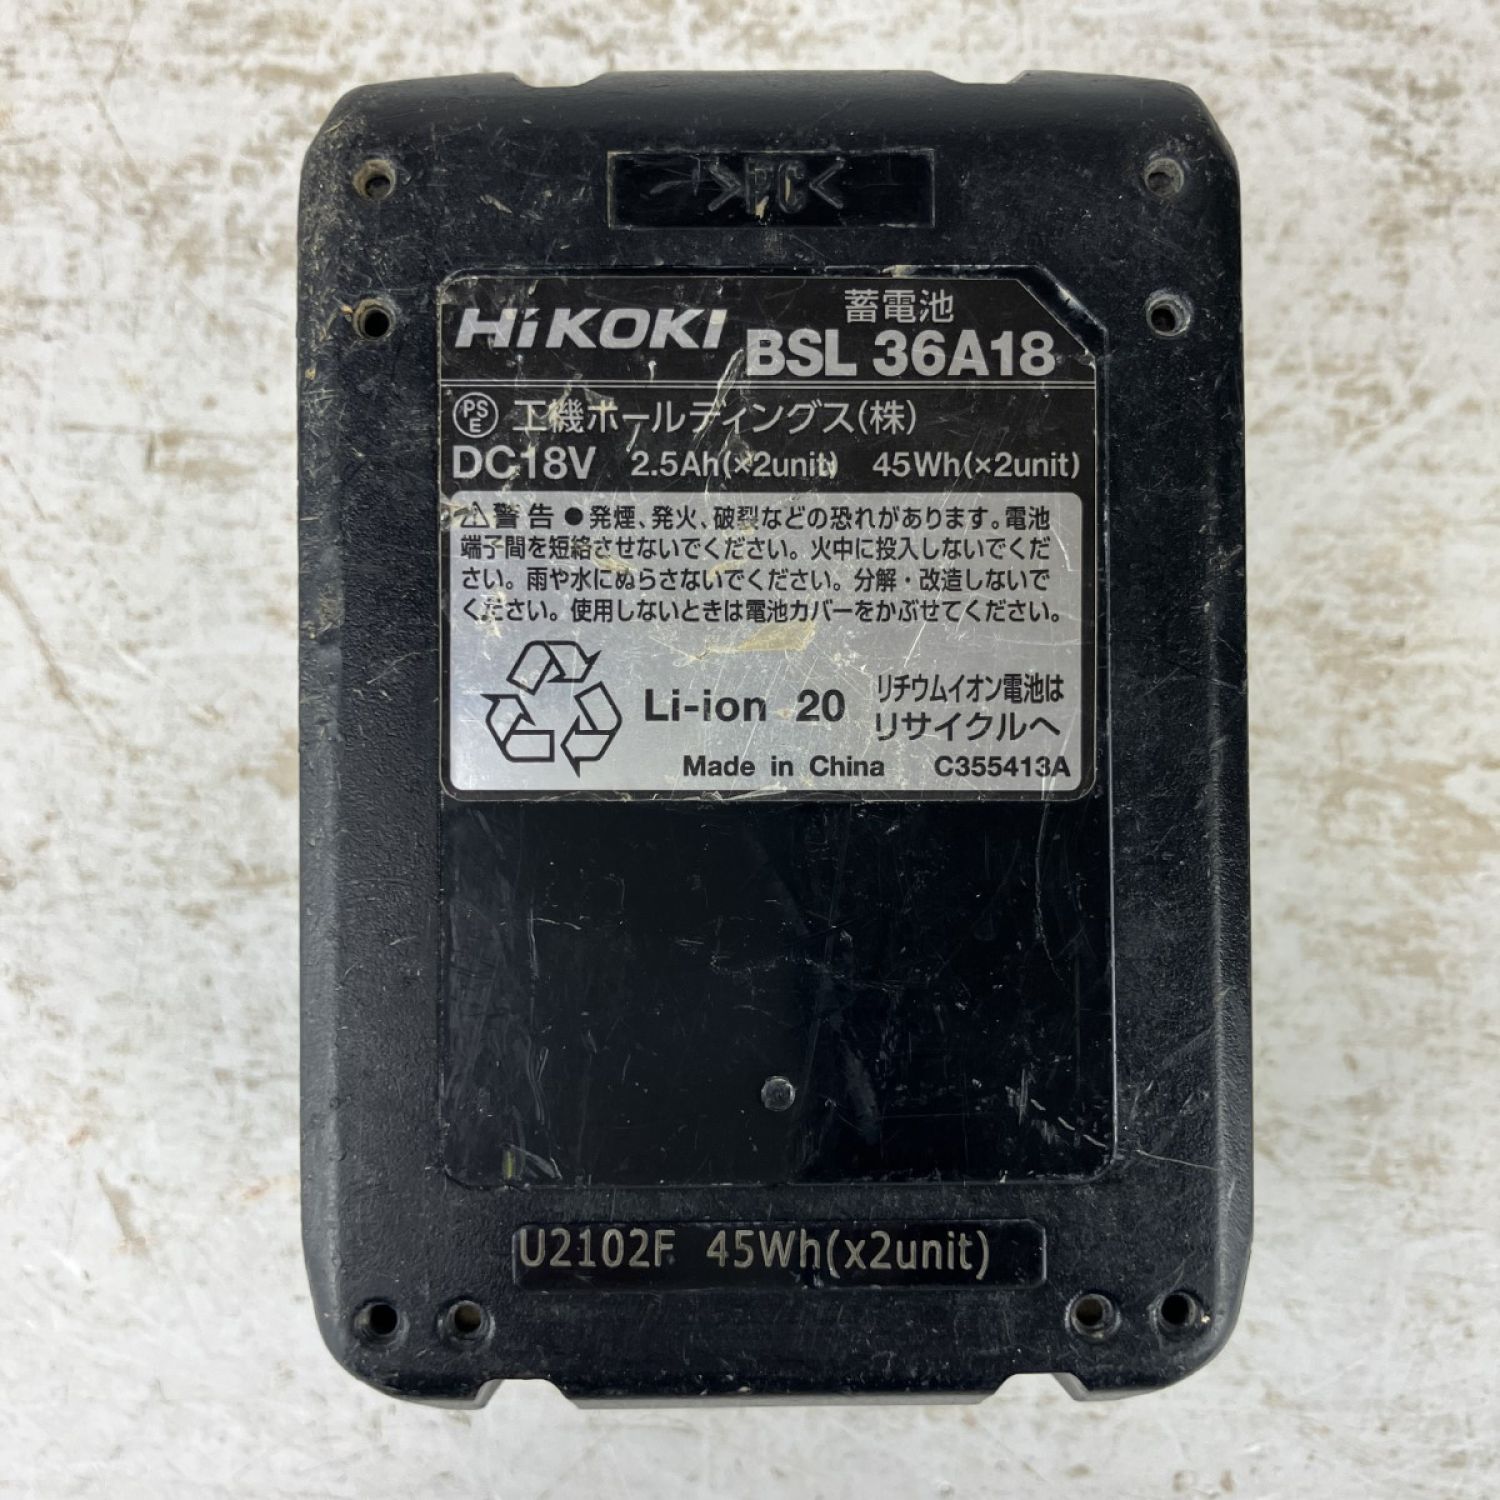 >PC<
HiKOKI 蓄電池
BSL 36A18
PSE 工機ホールディングス(株)
DC18V 2.5Ah(×2unit) 45Wh(×2unit)
⚠警告 ●発煙、発火、破裂などの恐れがあります。電池
端子間を短絡させないでください。火中に投入しないでくだ
さい。雨や水にぬらさないでください。分解・改造しないで
ください。使用しないときは電池カバーをかぶせてください。
Li-ion 20 リチウムイオン電池は
リサイクルへ
Made in China C355413A
U2102F 45Wh(x2unit)